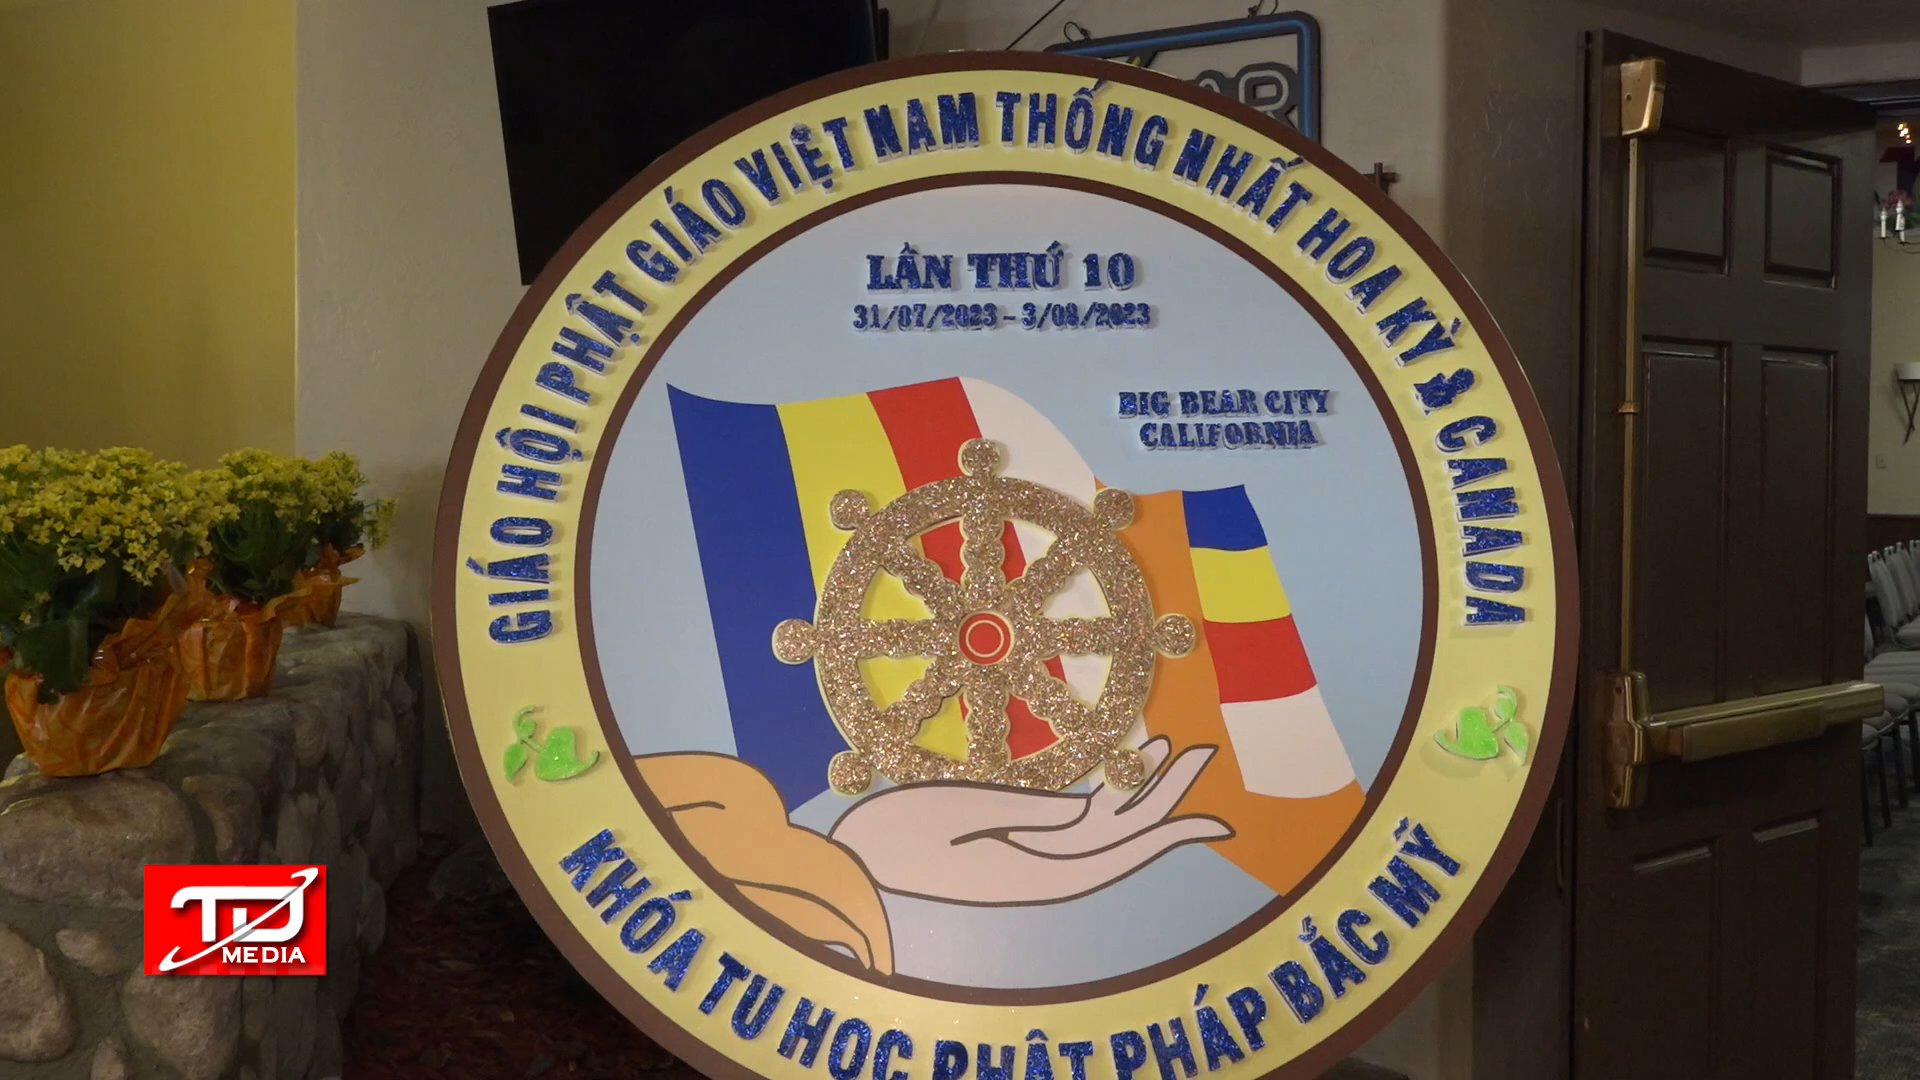 GIÁO HỘI PHẬT GIÁO VIỆT NAM THỐNG NHẤT HOA KỲ & CANADA
LẦN THỨ 10
31/07/2023 - 3/08/2023
BIG BEAR CITY
CALIFORNIA
KHÓA TU HỌC PHẬT PHÁP BẮC MỸ
TD
MEDIA